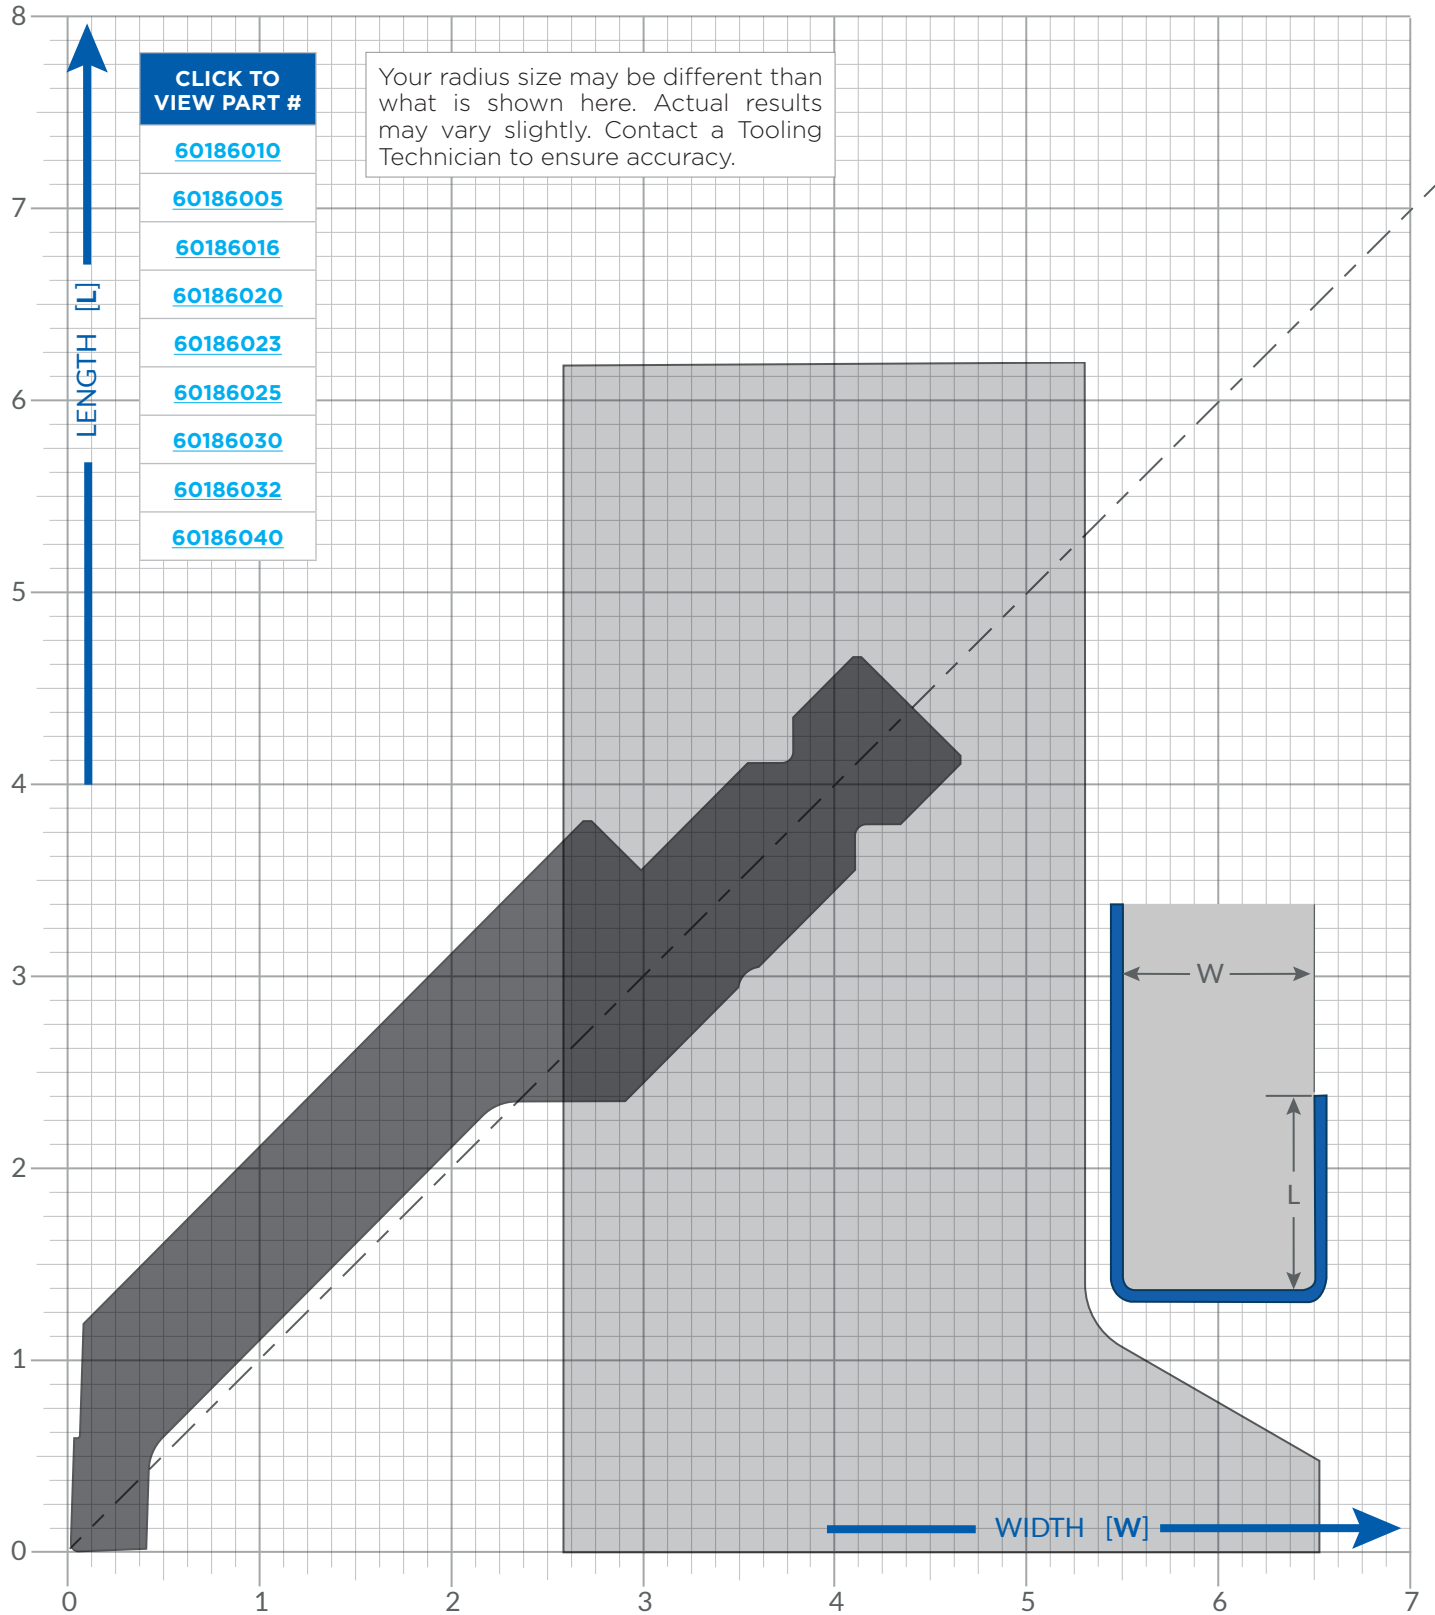 8
7
6
5
4
3
2
1
0
LENGTH [L]
CLICK TO
VIEW PART #
60186010
60186005
60186016
60186020
60186023
60186025
60186030
60186032
60186040
Your radius size may be different than
what is shown here. Actual results
may vary slightly. Contact a Tooling
Technician to ensure accuracy.
W
L
WIDTH [W]
0 1 2 3 4 5 6 7